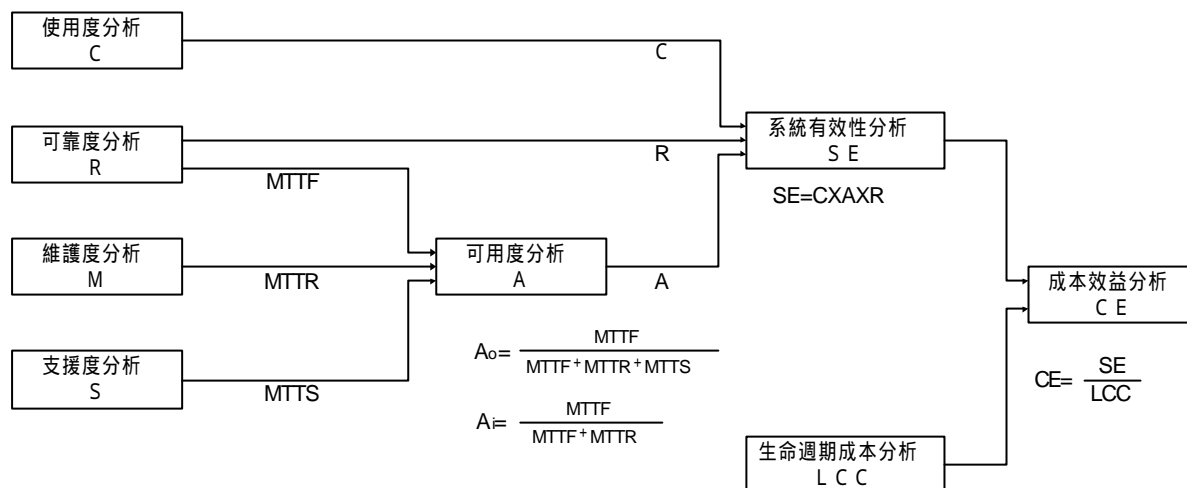 使用度分析
C
C
可靠度分析
R
R
MTTF
系統有效性分析
S E
SE=CXAXR
維護度分析
M
MTTR
可用度分析
A
A
成本效益分析
C E
支援度分析
S
MTTS
Ao= MTTF
MTTF+MTTR+MTTS
Ai= MTTF
MTTF+MTTR
CE= SE
LCC
生命週期成本分析
L C C